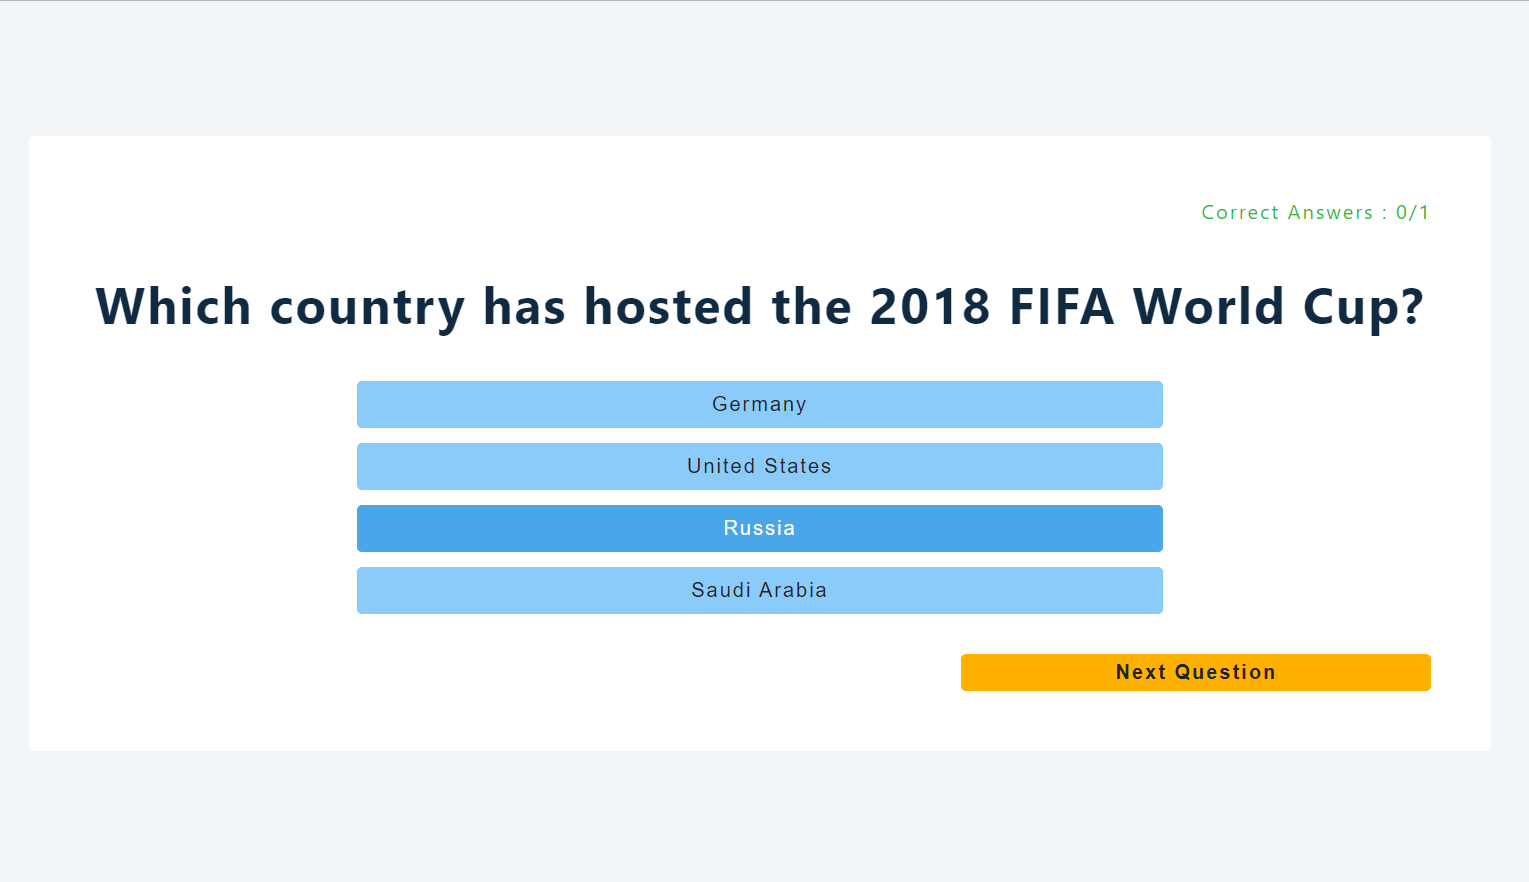 Correct Answers : 0/1
Which country has hosted the 2018 FIFA World Cup?
Germany
United States
Russia
Saudi Arabia
Next Question